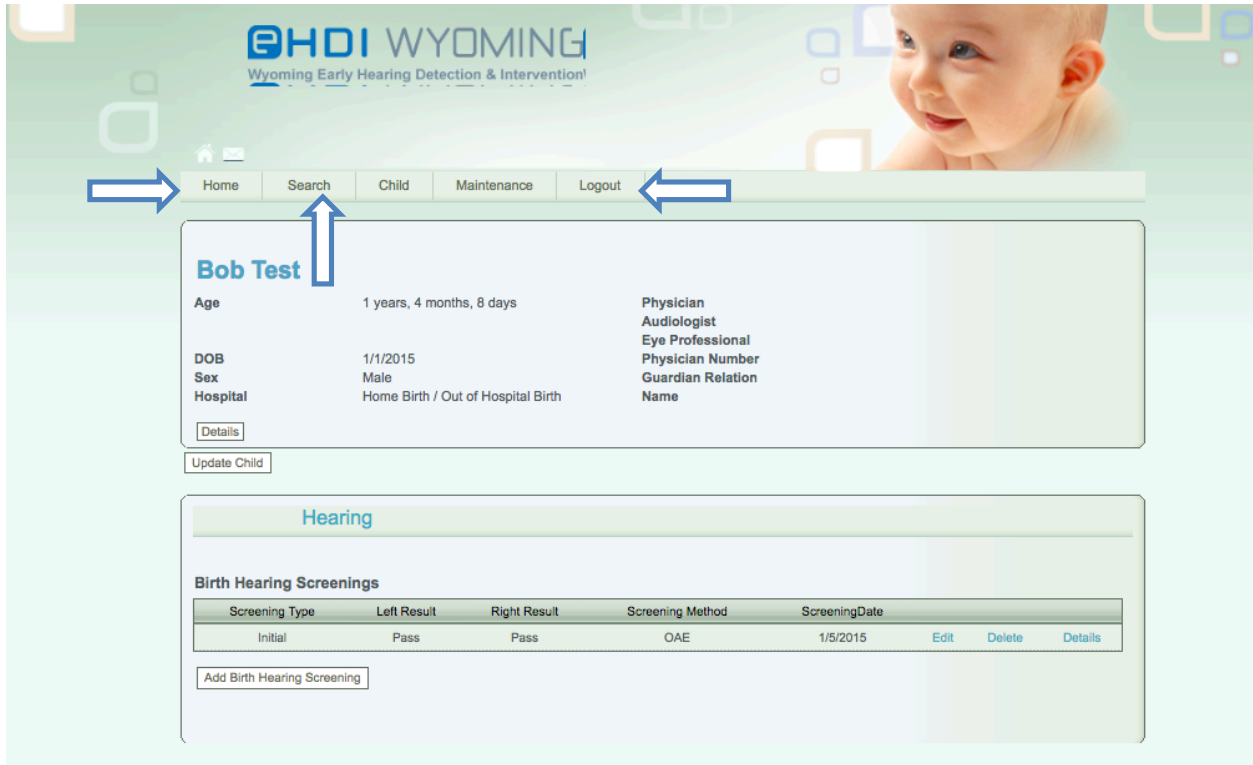 eHDI WYOMING
Wyoming Early Hearing Detection & Intervention
Home Search Child Maintenance Logout
Bob Test
Age 1 years, 4 months, 8 days Physician
Audiologist
Eye Professional
DOB 1/1/2015 Physician Number
Sex Male Guardian Relation
Hospital Home Birth / Out of Hospital Birth Name
Details
Update Child
Hearing
Birth Hearing Screenings
Screening Type Left Result Right Result Screening Method ScreeningDate
Initial Pass Pass OAE 1/5/2015 Edit Delete Details
Add Birth Hearing Screening